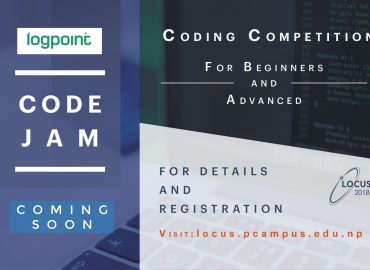 logpoint
CODE
JAM
COMING
SOON
CODING COMPETITION
FOR BEGINNERS
AND
ADVANCED
FOR DETAILS
AND
REGISTRATION
LOCUS
2018
VISIT:locus.pcampus.edu.np